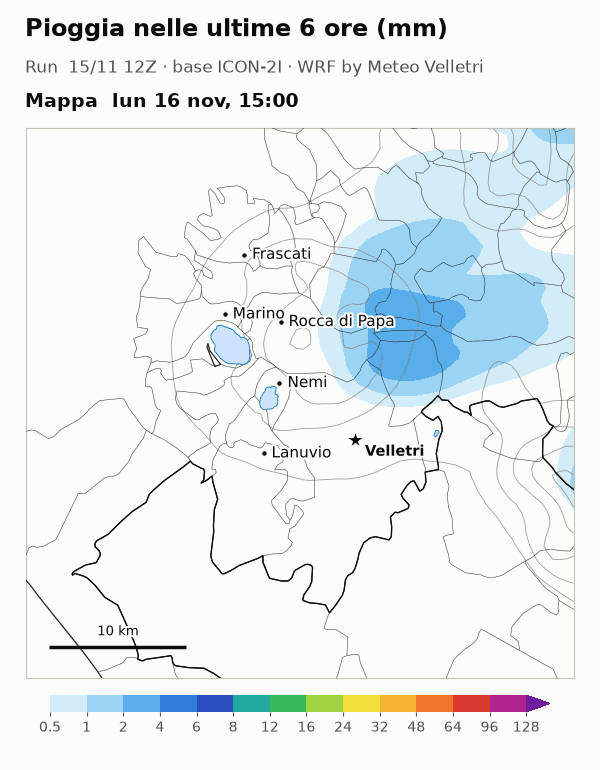 Pioggia nelle ultime 6 ore (mm)
Run  15/11 12Z · base ICON-2I · WRF by Meteo Velletri
Mappa  lun 16 nov, 15:00
Frascati
Marino
Rocca di Papa
Nemi
Velletri
Lanuvio
10 km
0.5 1 2 4 6 8 12 16 24 32 48 64 96 128